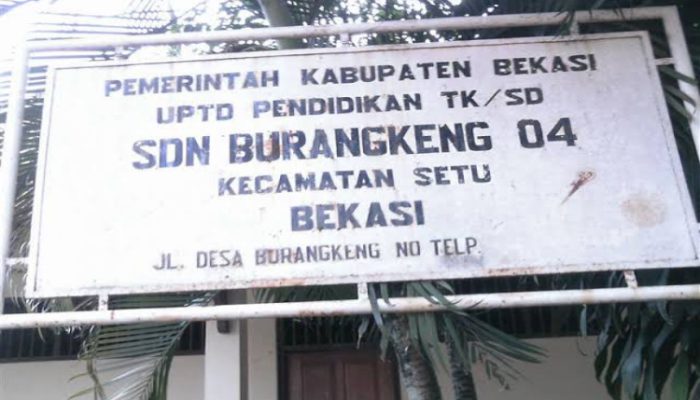 PEMERINTAH KABUPATEN BEKASI
UPTD PENDIDIKAN TK/SD
SDN BURANGKENG 04
KECAMATAN SETU
BEKASI
JL. DESA BURANGKENG NO TELP.